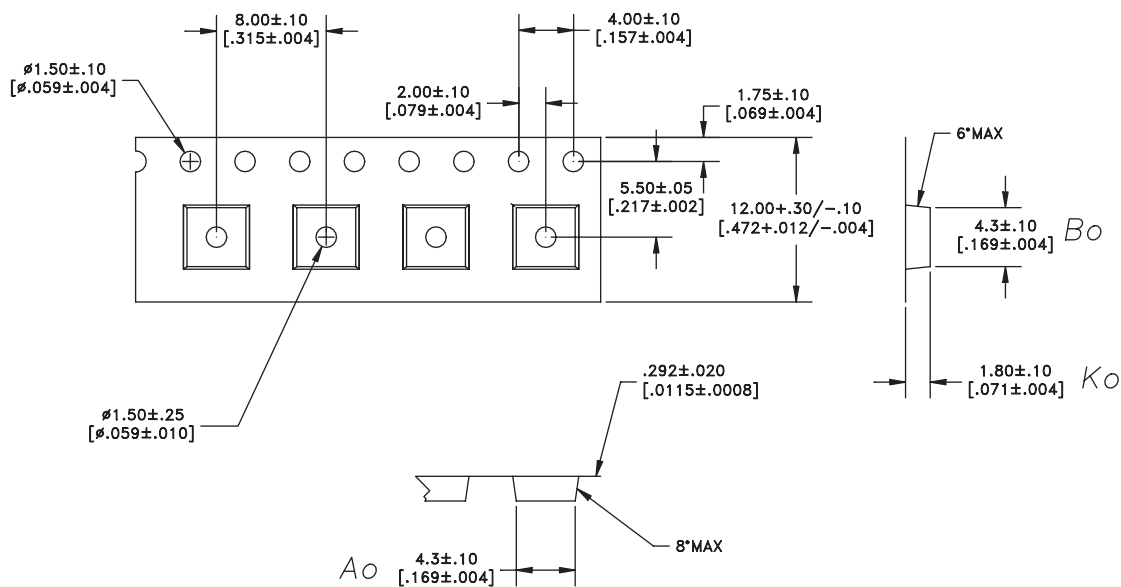 8.00±.10
[.315±.004]
4.00±.10
[.157±.004]
ø1.50±.10
[ø.059±.004]
2.00±.10
[.079±.004]
1.75±.10
[.069±.004]
6°MAX
5.50±.05
[.217±.002]
12.00+.30/-.10
[.472+.012/-.004]
4.3±.10
[.169±.004]
Bo
.292±.020
[.0115±.0008]
1.80±.10
[.071±.004]
Ko
ø1.50±.25
[ø.059±.010]
8°MAX
Ao
4.3±.10
[.169±.004]